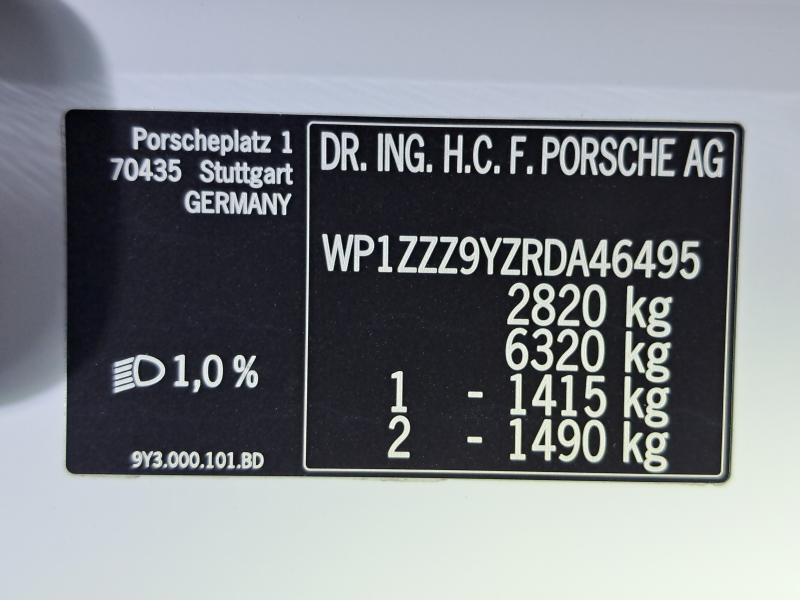 Porscheplatz 1
70435 Stuttgart
GERMANY
1,0 %
9Y3.000.101.BD
DR. ING. H.C. F. PORSCHE AG
WP1ZZZ9YZRDA46495
2820 kg
6320 kg
1 - 1415 kg
2 - 1490 kg